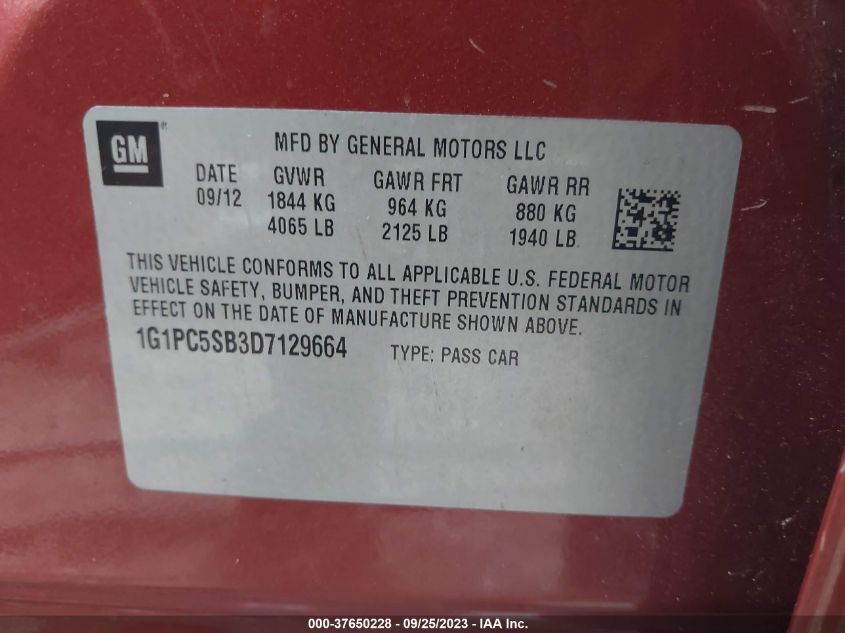 GM®
MFD BY GENERAL MOTORS LLC
DATE GVWR GAWR FRT GAWR RR
09/12 1844 KG 964 KG 880 KG
4065 LB 2125 LB 1940 LB
THIS VEHICLE CONFORMS TO ALL APPLICABLE U.S. FEDERAL MOTOR
VEHICLE SAFETY, BUMPER, AND THEFT PREVENTION STANDARDS IN
EFFECT ON THE DATE OF MANUFACTURE SHOWN ABOVE.
1G1PC5SB3D7129664 TYPE: PASS CAR
000-37650228 - 09/25/2023 - IAA Inc.